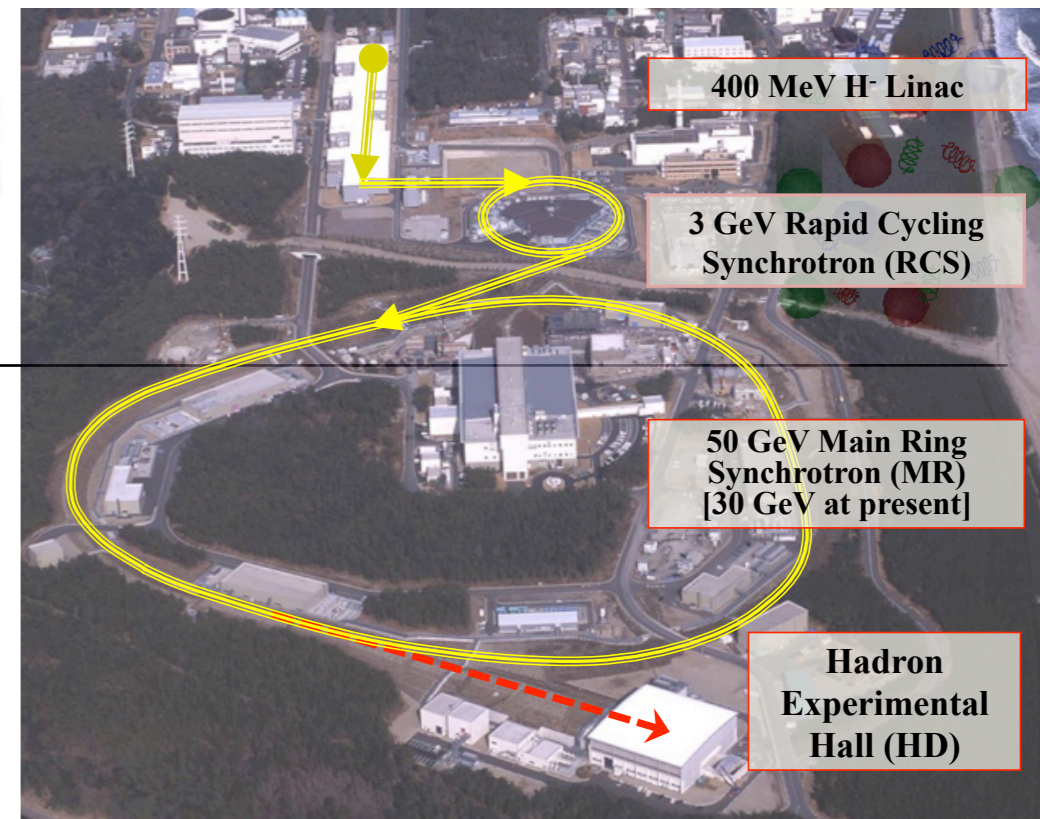 400 MeV H- Linac
3 GeV Rapid Cycling
Synchrotron (RCS)
50 GeV Main Ring
Synchrotron (MR)
[30 GeV at present]
Hadron
Experimental
Hall (HD)